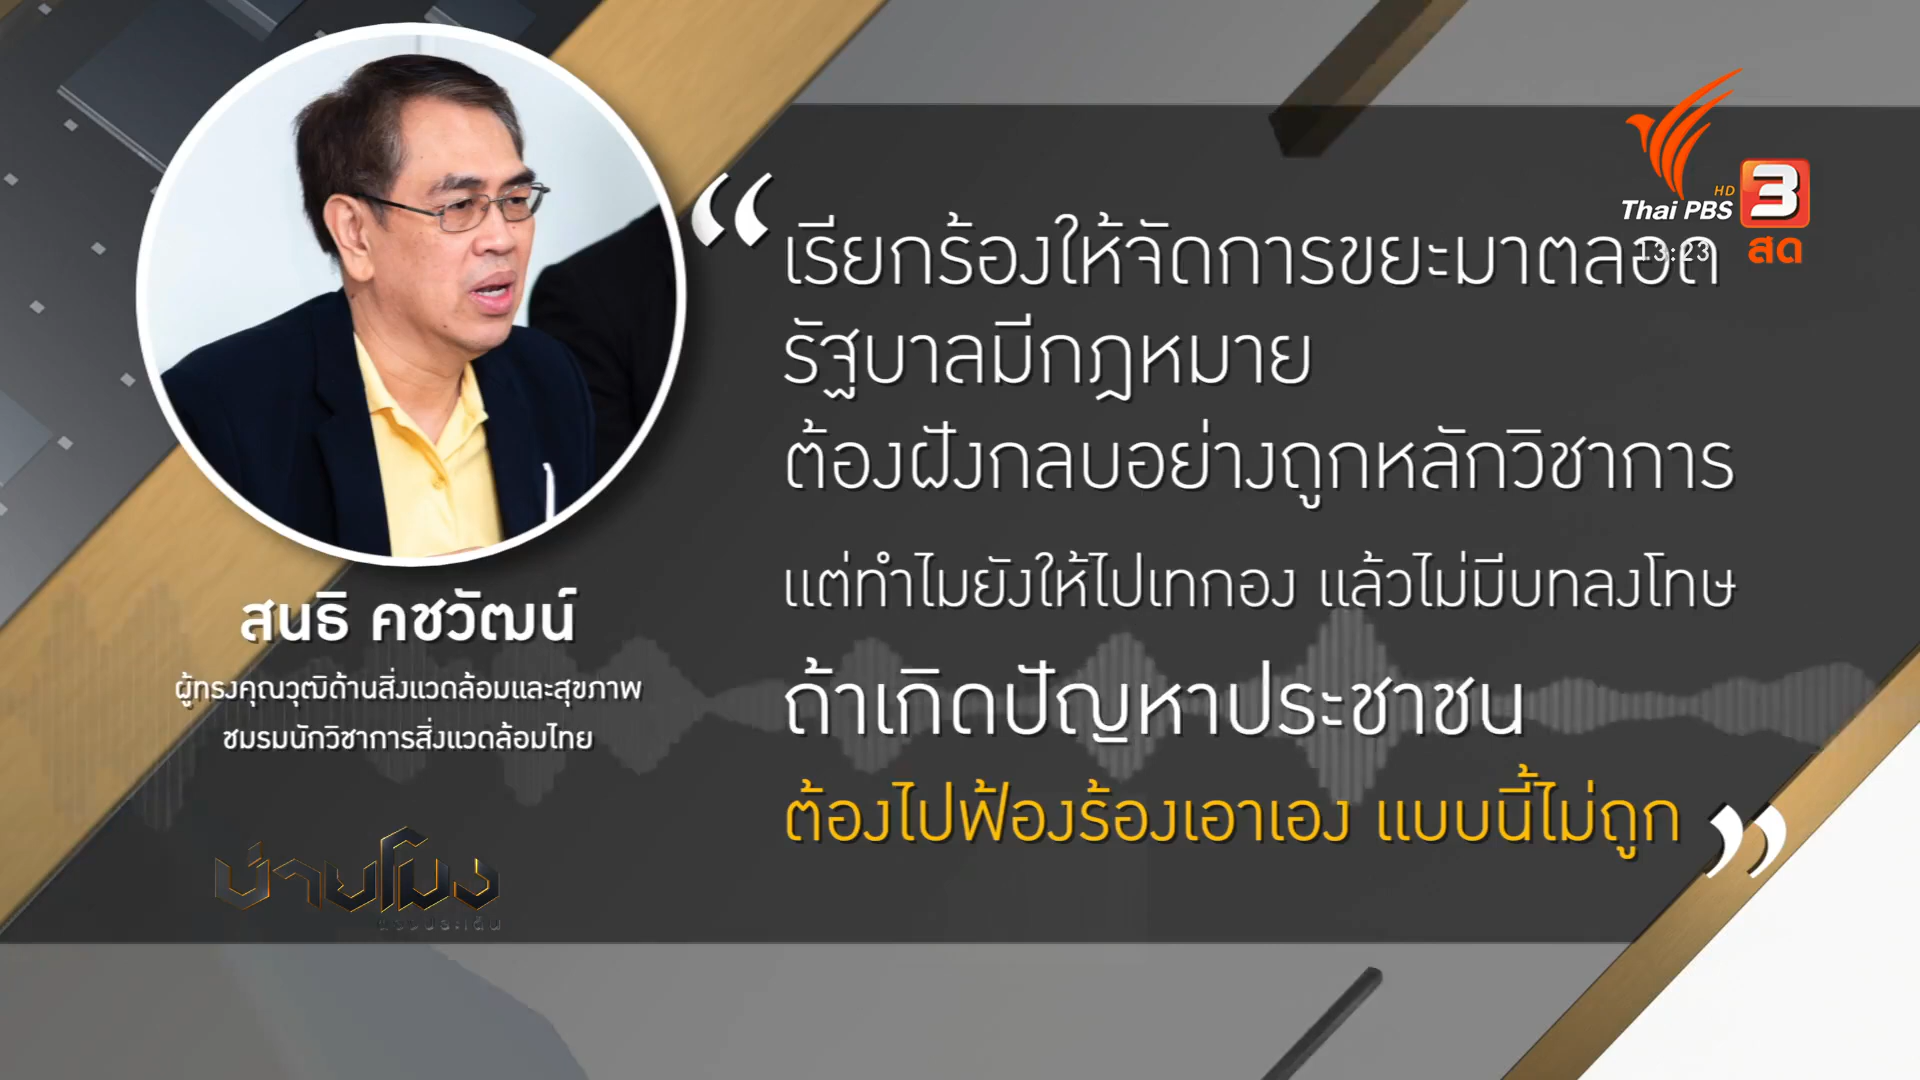 Thai PBS
HD
3
13:23
สด
“
เรียกร้องให้จัดการขยะมาตลอด
รัฐบาลมีกฎหมาย
ต้องฝังกลบอย่างถูกหลักวิชาการ
แต่ทำไมยังให้ไปเทกอง แล้วไม่มีบทลงโทษ
ถ้าเกิดปัญหาประชาชน
ต้องไปฟ้องร้องเอาเอง แบบนี้ไม่ถูก
”
สนธิ คชวัฒน์
ผู้ทรงคุณวุฒิด้านสิ่งแวดล้อมและสุขภาพ
ชมรมนักวิชาการสิ่งแวดล้อมไทย
บ่ายโมง
ตรงประเด็น